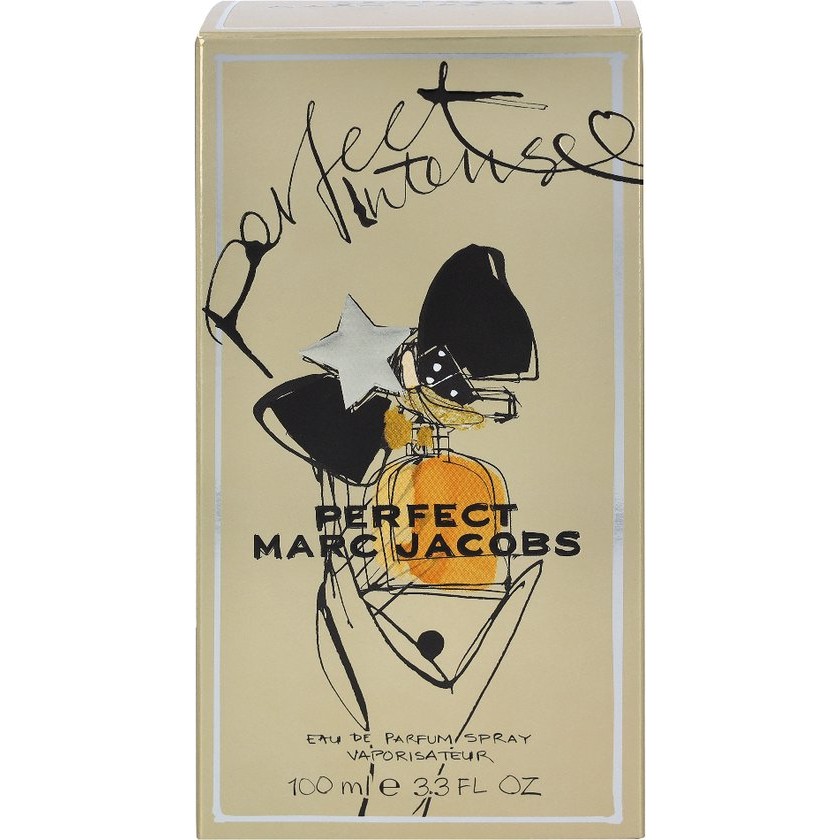 perfect
intense
PERFECT
MARC JACOBS
EAU DE PARFUM SPRAY
VAPORISATEUR
100 ml e 3.3 FL OZ